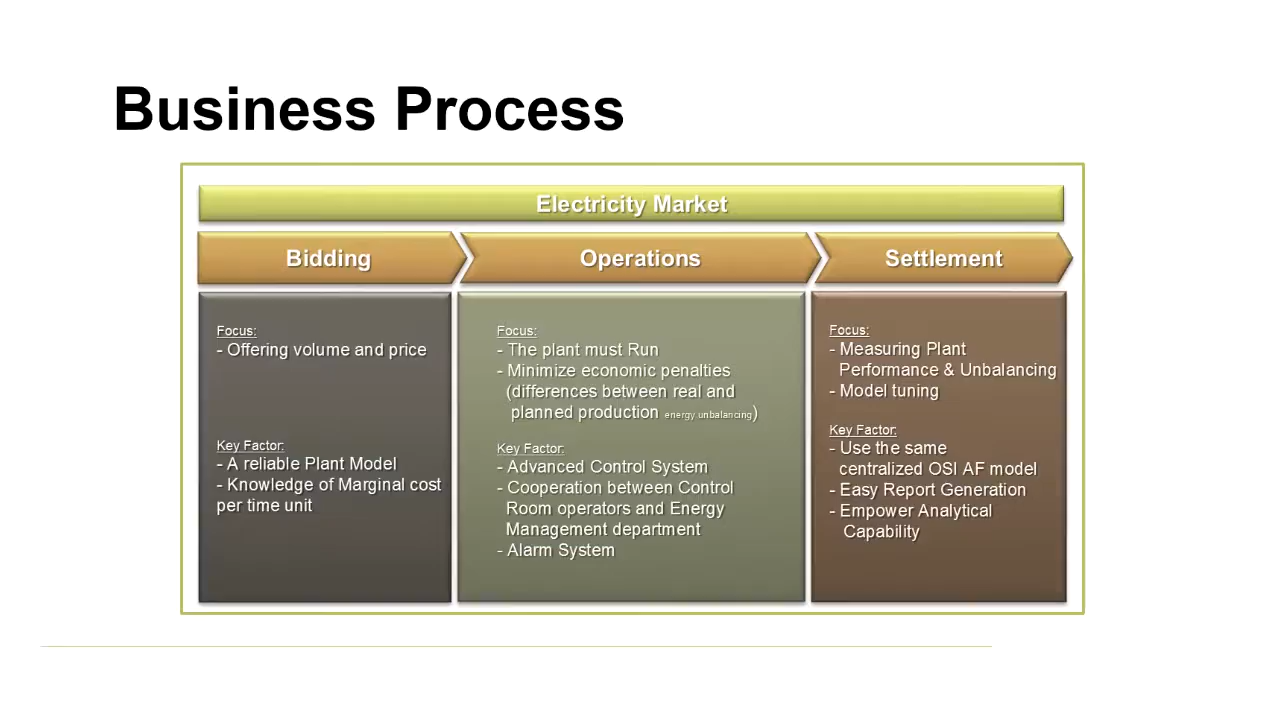 Business Process
Electricity Market
Bidding
Operations
Settlement
Focus:
- Offering volume and price
Key Factor:
- A reliable Plant Model
- Knowledge of Marginal cost
per time unit
Focus:
- The plant must Run
- Minimize economic penalties
(differences between real and
planned production energy unbalancing)
Key Factor:
- Advanced Control System
- Cooperation between Control
Room operators and Energy
Management department
- Alarm System
Focus:
- Measuring Plant
Performance & Unbalancing
- Model tuning
Key Factor:
- Use the same
centralized OSI AF model
- Easy Report Generation
- Empower Analytical
Capability